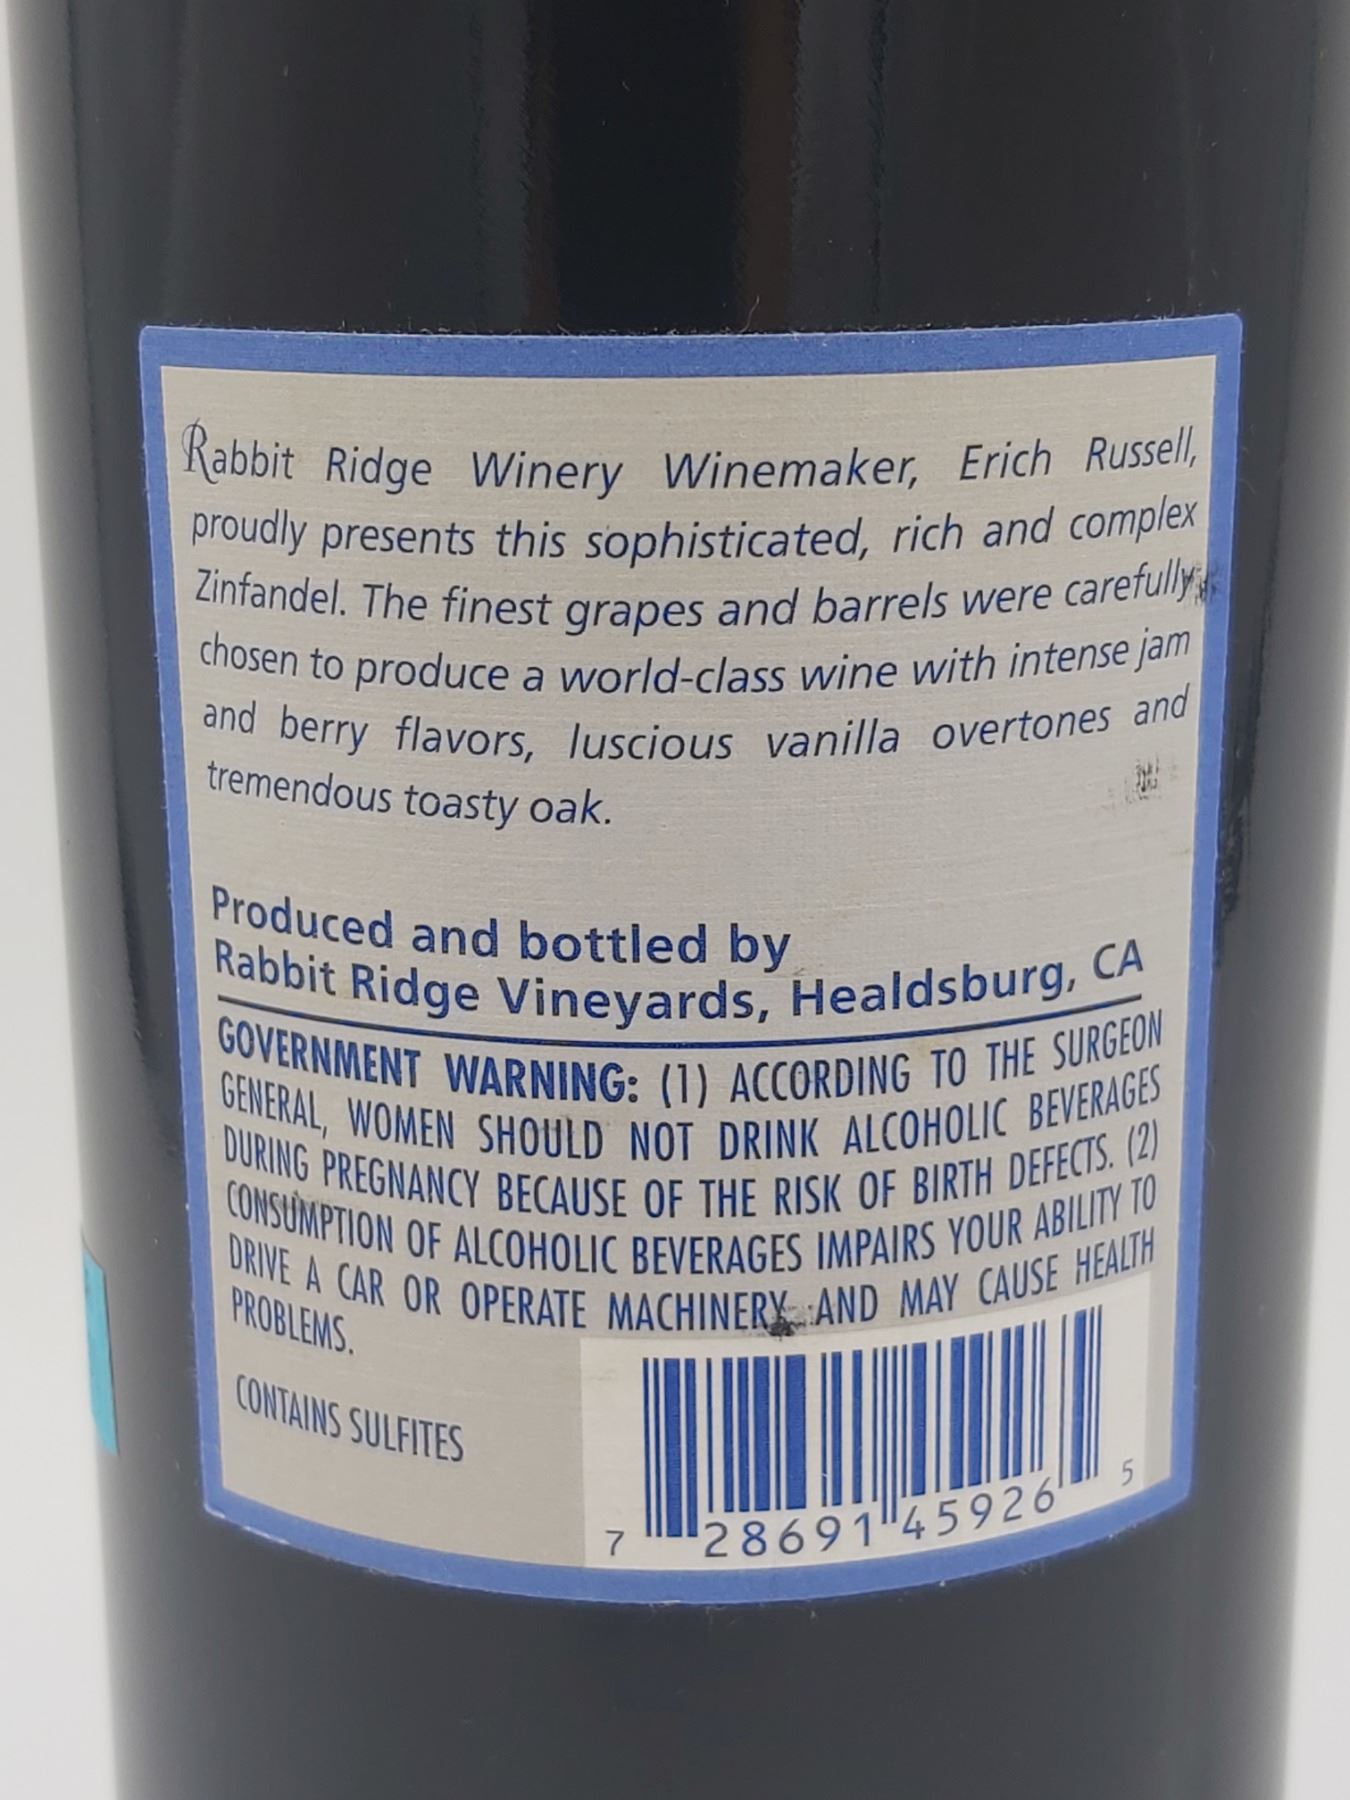 Rabbit Ridge Winery Winemaker, Erich Russell,
proudly presents this sophisticated, rich and complex
Zinfandel. The finest grapes and barrels were carefully
chosen to produce a world-class wine with intense jam
and berry flavors, luscious vanilla overtones and
tremendous toasty oak.
Produced and bottled by
Rabbit Ridge Vineyards, Healdsburg, CA
GOVERNMENT WARNING: (1) ACCORDING TO THE SURGEON
GENERAL, WOMEN SHOULD NOT DRINK ALCOHOLIC BEVERAGES
DURING PREGNANCY BECAUSE OF THE RISK OF BIRTH DEFECTS. (2)
CONSUMPTION OF ALCOHOLIC BEVERAGES IMPAIRS YOUR ABILITY TO
DRIVE A CAR OR OPERATE MACHINERY AND MAY CAUSE HEALTH
PROBLEMS.
CONTAINS SULFITES
7 28691 45926 5